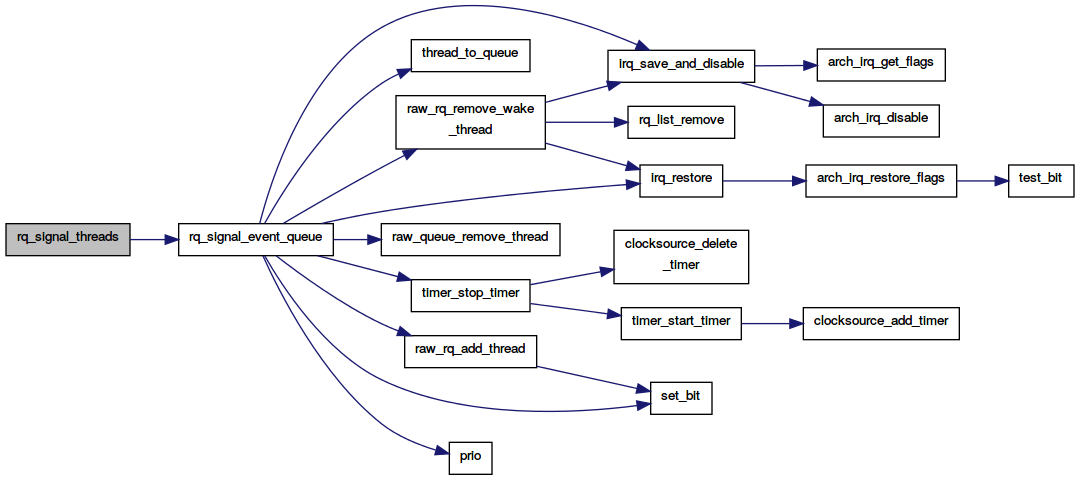 thread_to_queue
irq_save_and_disable
arch_irq_get_flags
raw_rq_remove_wake
_thread
rq_list_remove
arch_irq_disable
irq_restore
arch_irq_restore_flags
test_bit
rq_signal_threads
rq_signal_event_queue
raw_queue_remove_thread
clocksource_delete
_timer
timer_stop_timer
timer_start_timer
clocksource_add_timer
raw_rq_add_thread
set_bit
prio